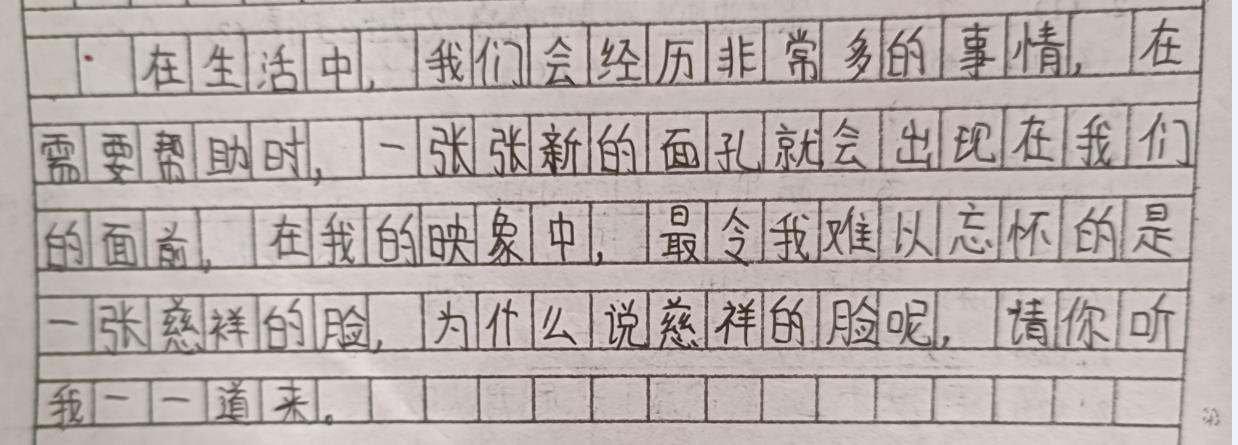 在生活中，我们会经历非常多的事情，在
需要帮助时，一张张新的面孔就会出现在我们
的面前，在我的映象中，最令我难以忘怀的是
一张慈祥的脸，为什么说慈祥的脸呢，请你听
我一一道来。